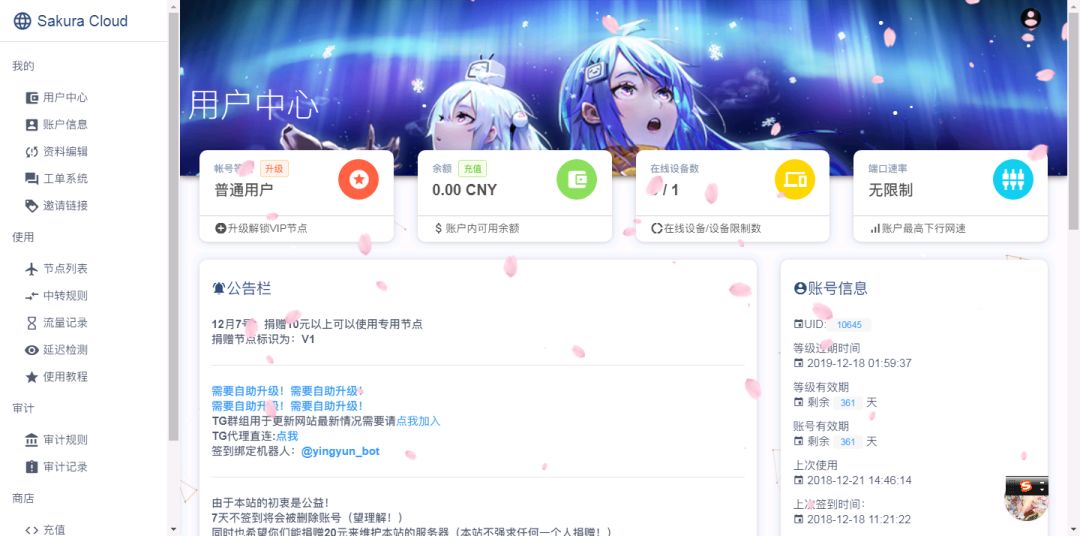 Sakura Cloud
我的
用户中心
账户信息
资料编辑
工单系统
邀请链接
使用
节点列表
中转规则
流量记录
延迟检测
使用教程
审计
审计规则
审计记录
商店
充值
用户中心
帐号等 升级
普通用户
升级解锁VIP节点
余额 充值
0.00 CNY
账户内可用余额
在线设备数
/ 1
在线设备/设备限制数
端口速率
无限制
账户最高下行网速
公告栏
12月7号：捐赠10元以上可以使用专用节点
捐赠节点标识为：V1
需要自助升级！需要自助升级！
需要自助升级！需要自助升级！
TG群组用于更新网站最新情况需要请点我加入
TG代理直连:点我
签到绑定机器人：@yingyun_bot
由于本站的初衷是公益！
7天不签到将会被删除账号（望理解！）
同时也希望你们能捐赠20元来维护本站的服务器（本站不强求任何一个人捐赠！）
账号信息
UID: 10645
等级过期时间
2019-12-18 01:59:37
等级有效期
剩余 361 天
账号有效期
剩余 361 天
上次使用
2018-12-21 14:46:14
上次签到时间：
2018-12-18 11:21:22